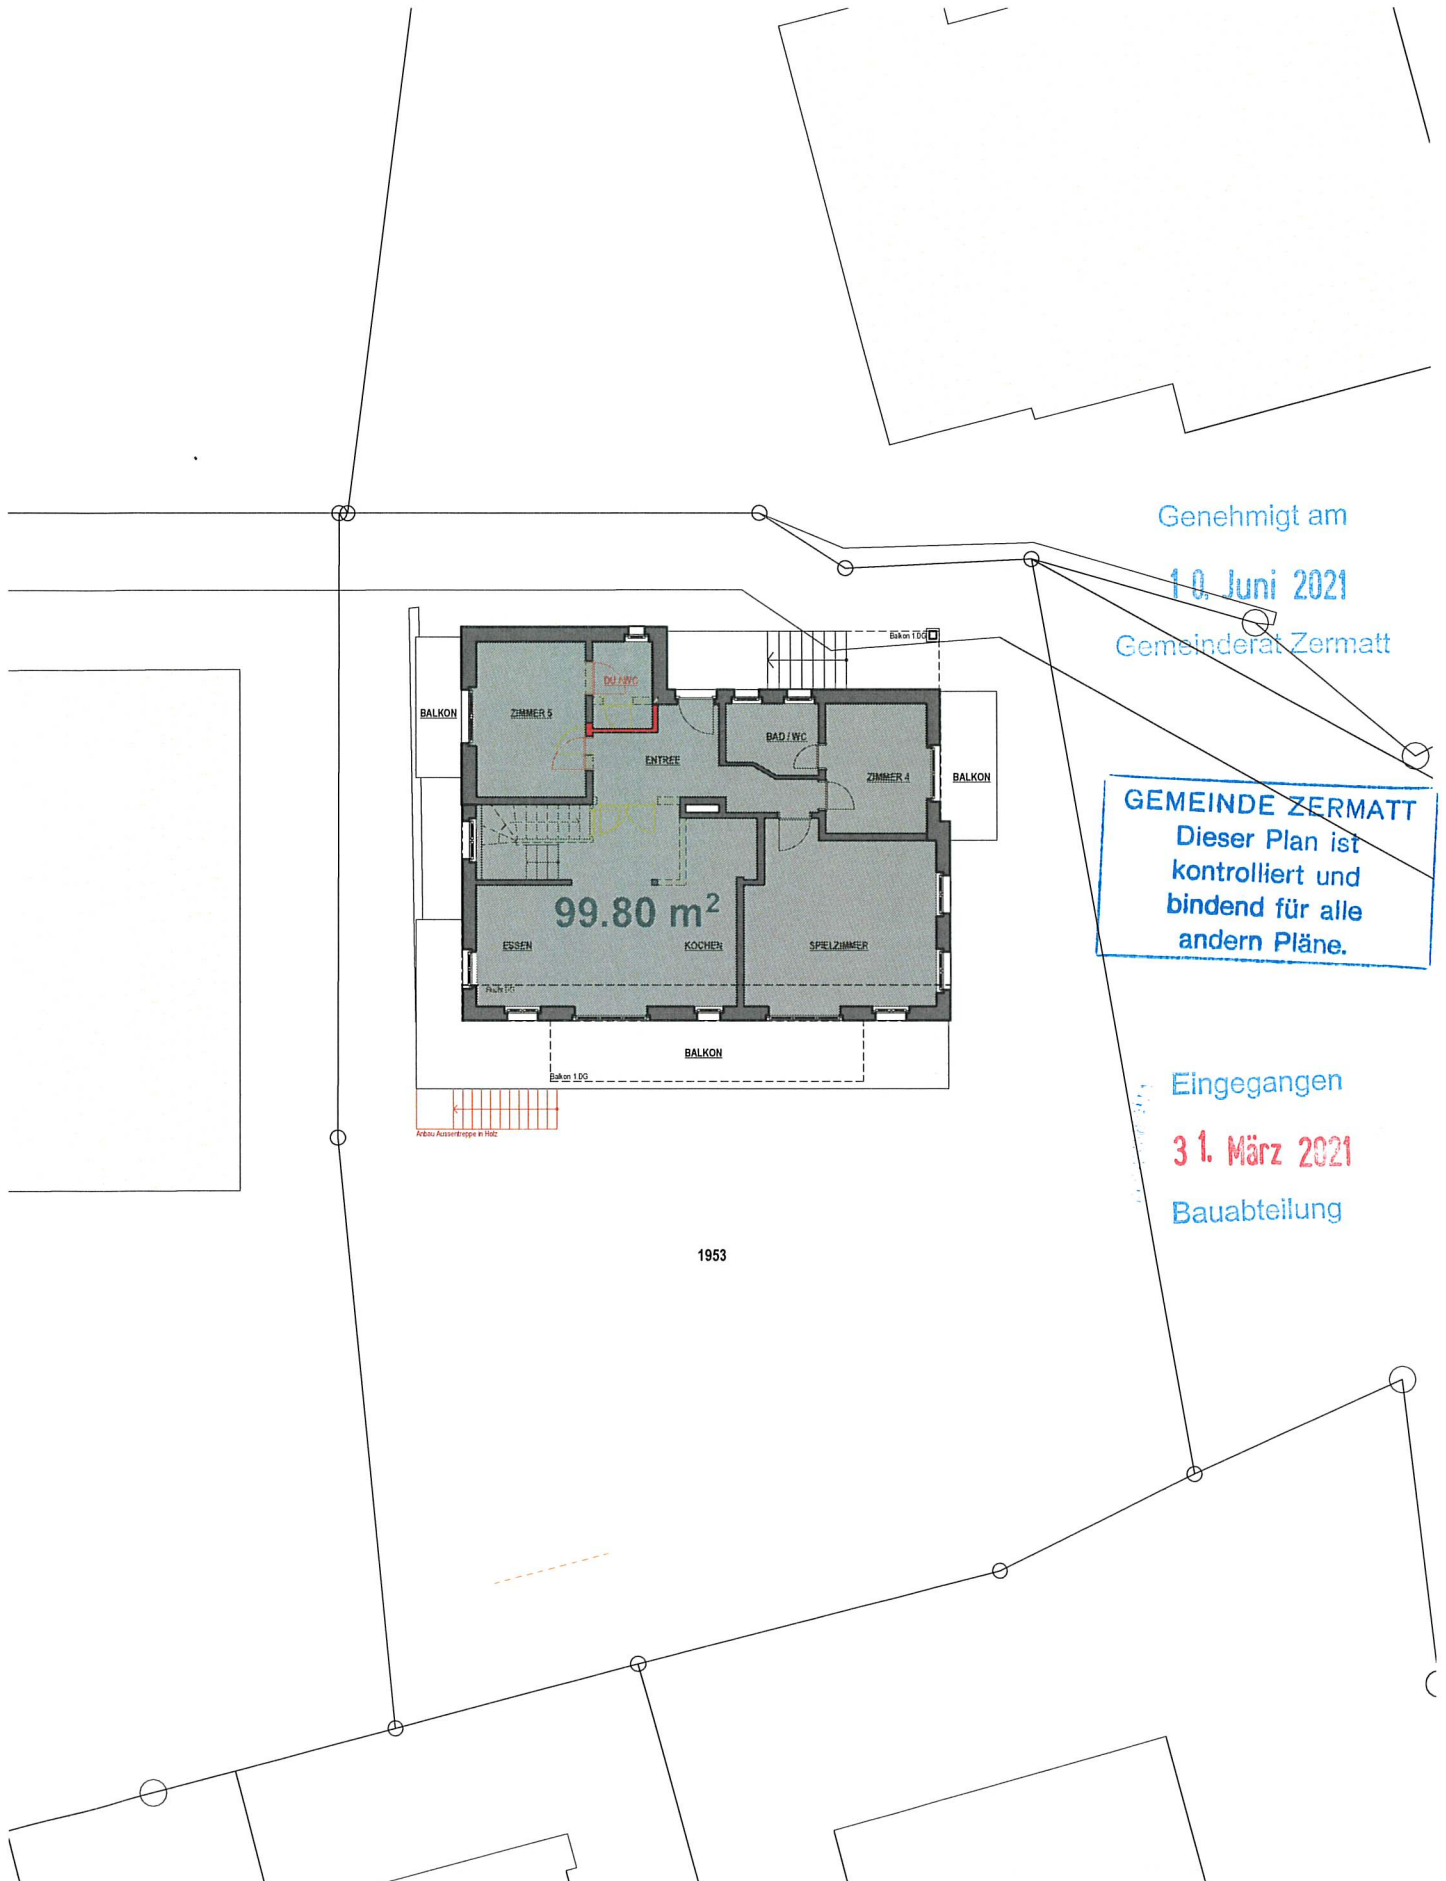 Genehmigt am
10. Juni 2021
Gemeinderat Zermatt
Balkon 1.DG
DU / WC
BALKON
ZIMMER 5
BAD / WC
ENTREE
ZIMMER 4
BALKON
GEMEINDE ZERMATT
Dieser Plan ist
kontrolliert und
bindend für alle
andern Pläne.
99.80 m²
ESSEN
KOCHEN
SPIELZIMMER
BALKON
Balkon 1.DG
Anbau Aussentreppe in Holz
Eingegangen
31. März 2021
Bauabteilung
1953